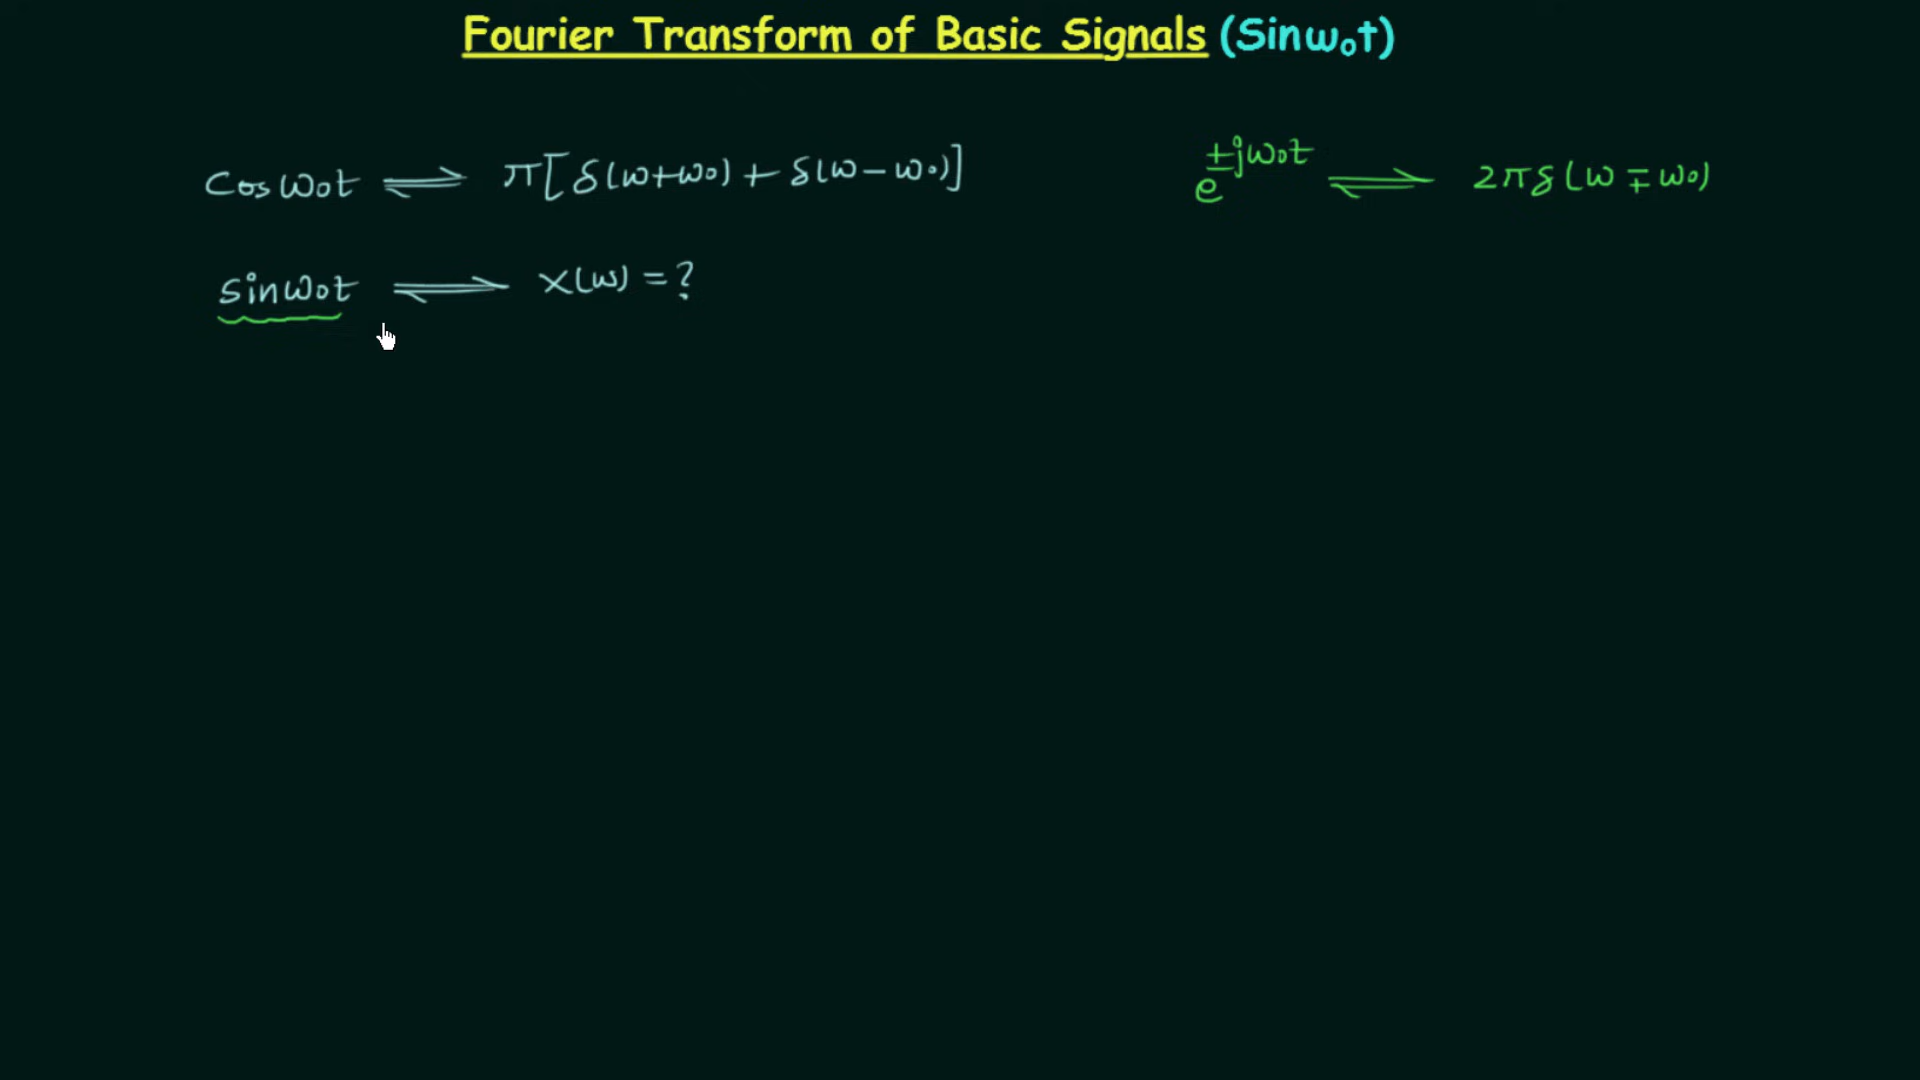 Fourier Transform of Basic Signals (Sinω₀t)
Cosω₀t ⇌ π[δ(ω+ω₀) + δ(ω−ω₀)]
e^{±jω₀t} ⇌ 2πδ(ω ∓ ω₀)
sinω₀t ⇌ X(ω) = ?